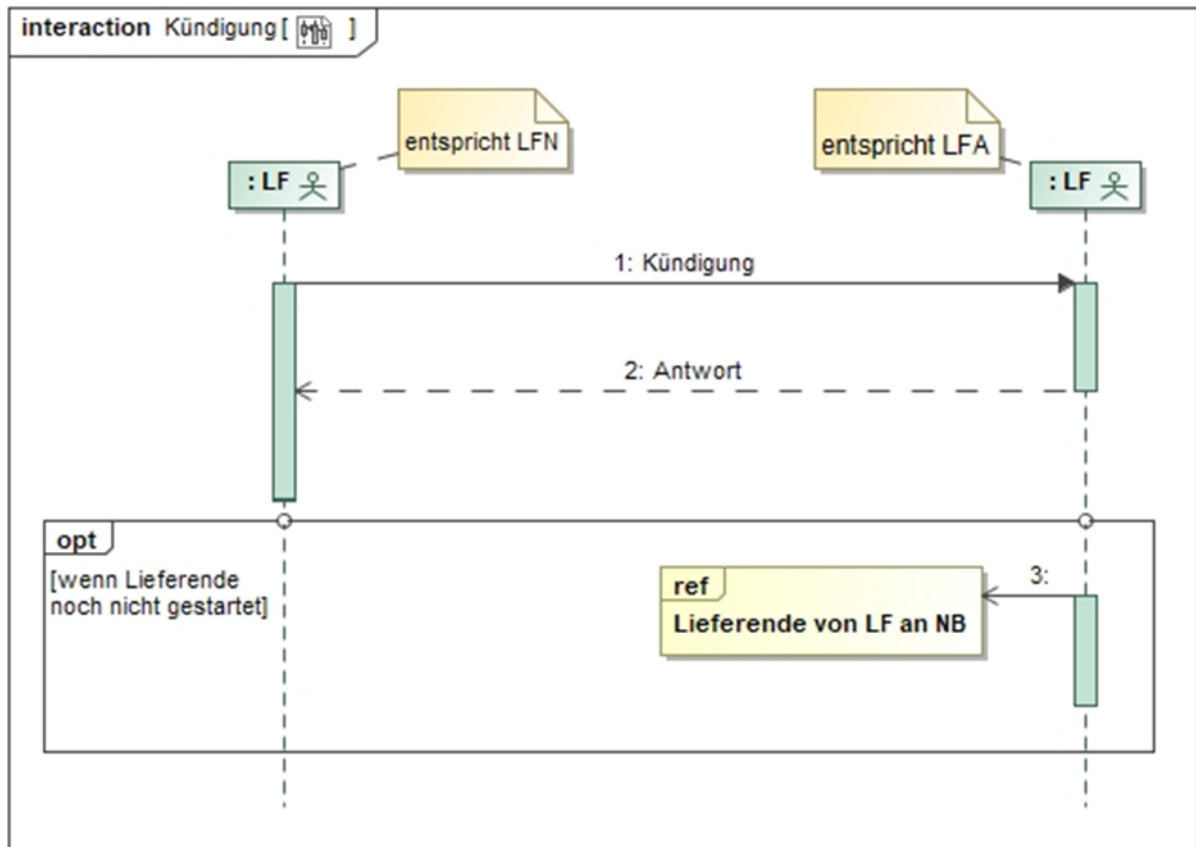 interaction Kündigung[ ]
entspricht LFN
entspricht LFA
: LF
: LF
1: Kündigung
2: Antwort
opt
[wenn Lieferende
noch nicht gestartet]
3:
ref
Lieferende von LF an NB